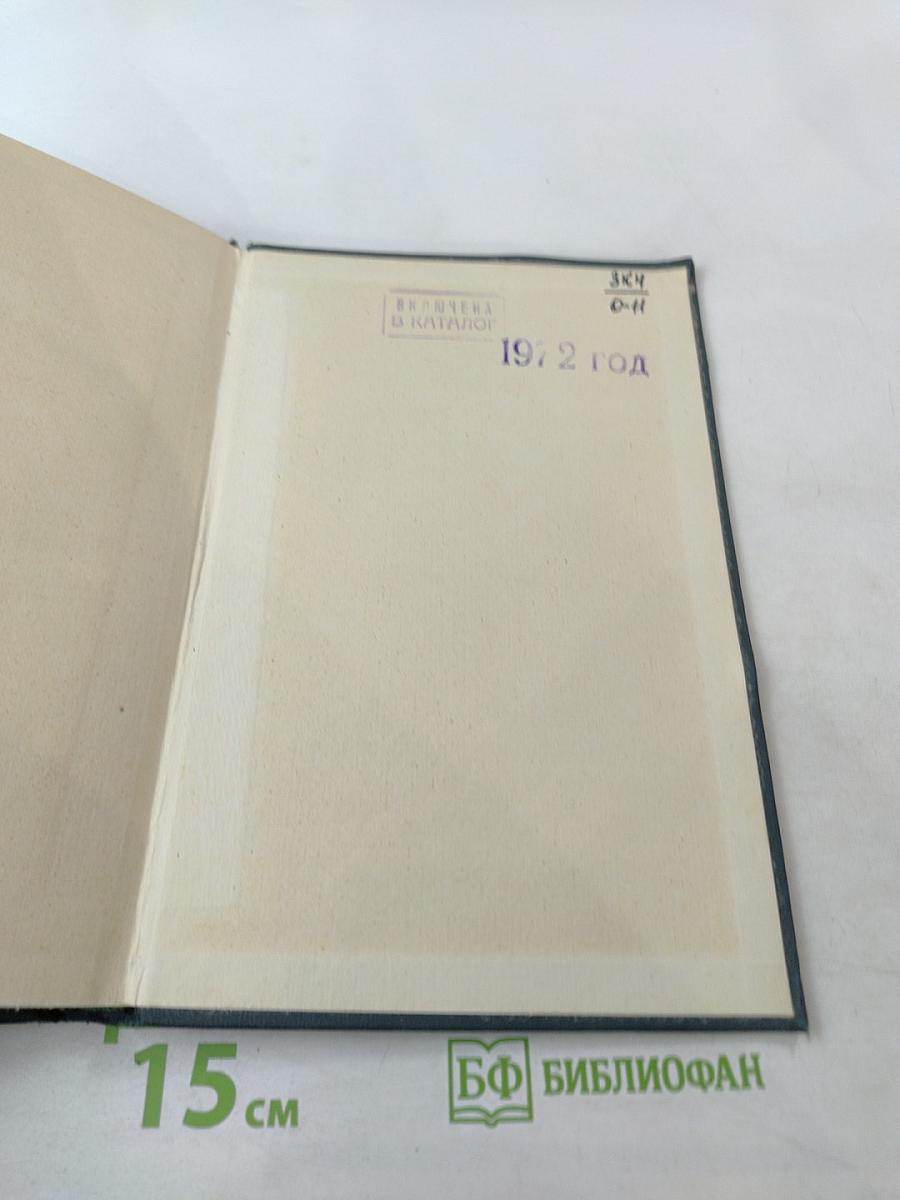 3К4
О-11
ВКЛЮЧЕНА
В КАТАЛОГ
1972 год
15 см
БФ БИБЛИОФАН